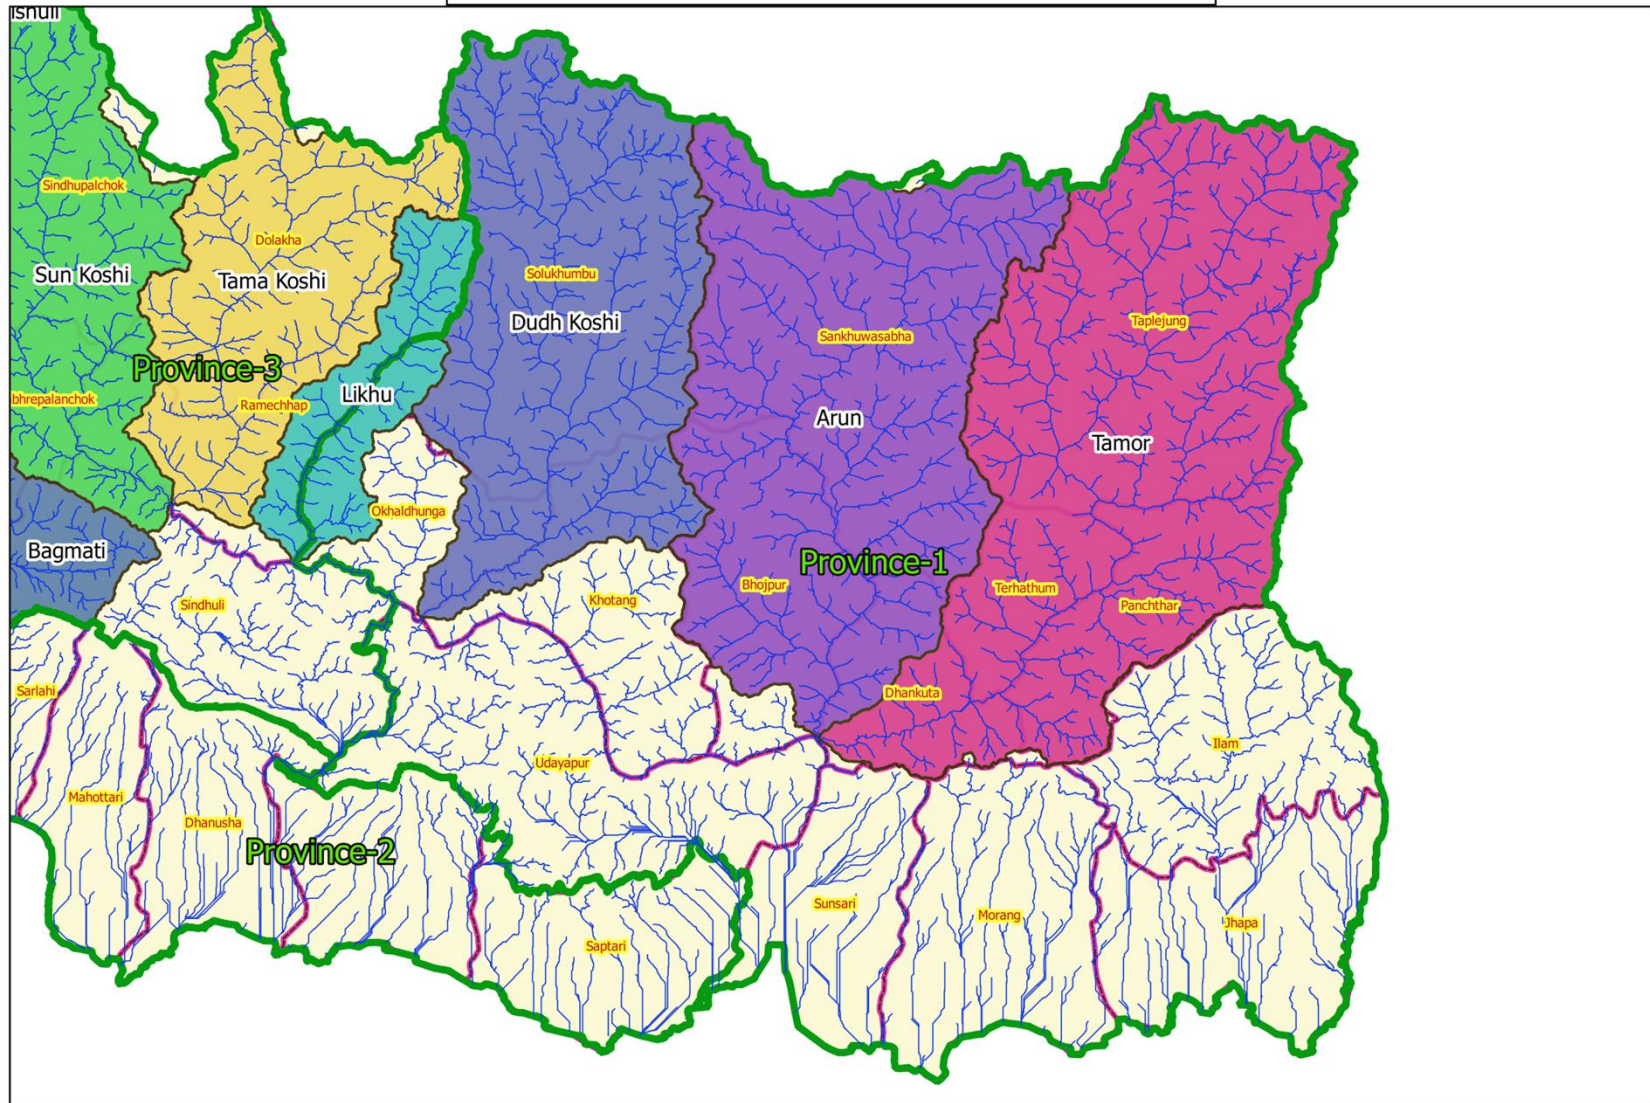 ishuli
Sindhupalchok
Dolakha
Sun Koshi
Tama Koshi
Solukhumbu
Dudh Koshi
Taplejung
Sankhuwasabha
Province-3
bhrepalanchok
Ramechhap
Likhu
Arun
Tamor
Okhaldhunga
Bagmati
Province-1
Bhojpur
Terhathum
Khotang
Panchthar
Sindhuli
Sarlahi
Dhankuta
Ilam
Udayapur
Mahottari
Dhanusha
Province-2
Sunsari
Morang
Jhapa
Saptari